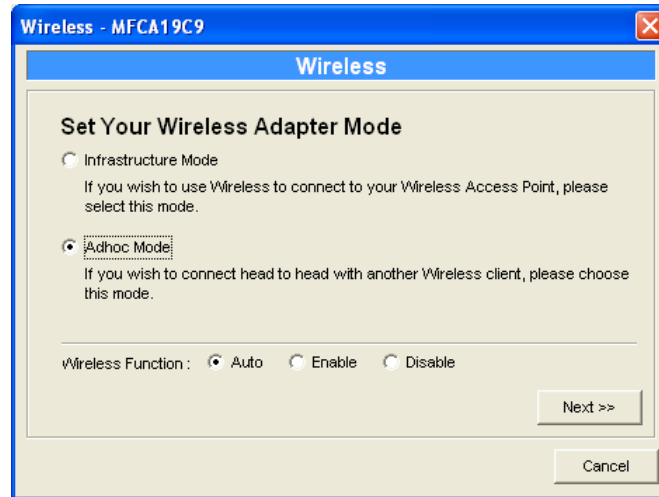 Wireless - MFCA19C9
Wireless
Set Your Wireless Adapter Mode
Infrastructure Mode
If you wish to use Wireless to connect to your Wireless Access Point, please
select this mode.
Adhoc Mode
If you wish to connect head to head with another Wireless client, please choose
this mode.
Wireless Function : Auto Enable Disable
Next >>
Cancel